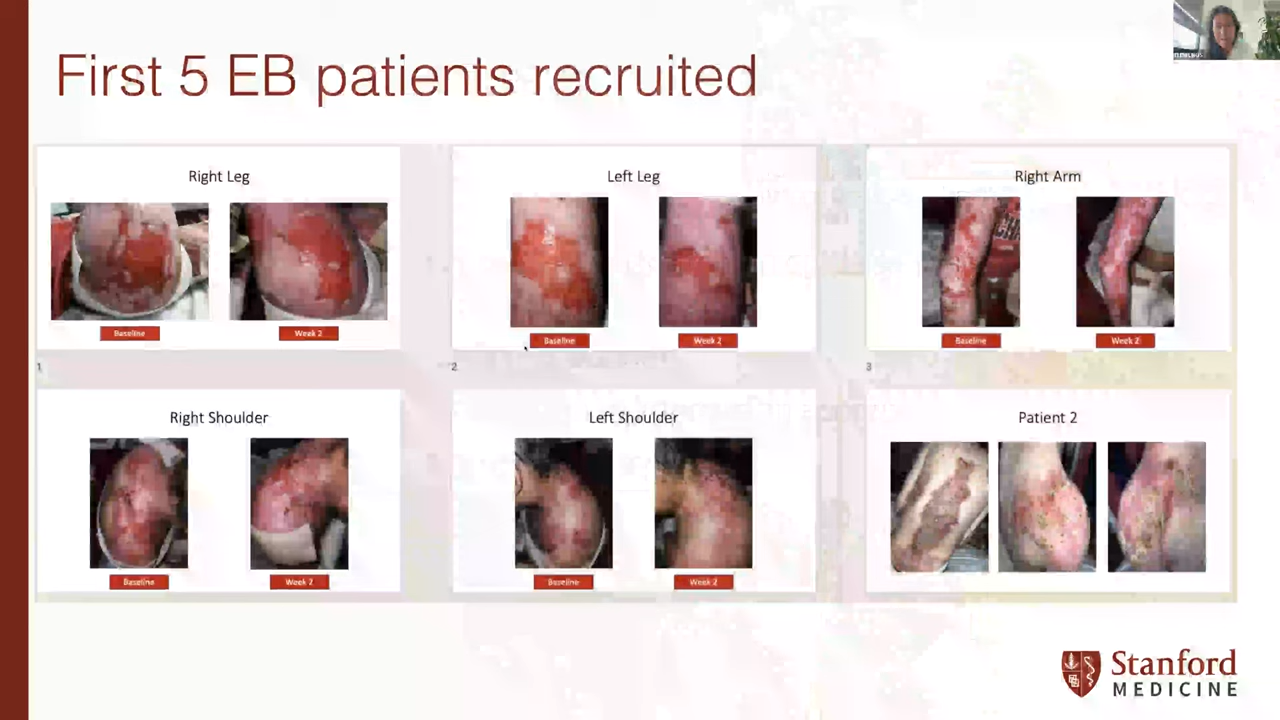 First 5 EB patients recruited
Right Leg
Baseline
Week 2
1
Left Leg
Baseline
Week 2
2
Right Arm
Baseline
Week 2
3
Right Shoulder
Baseline
Week 2
Left Shoulder
Baseline
Week 2
Patient 2
Stanford
MEDICINE